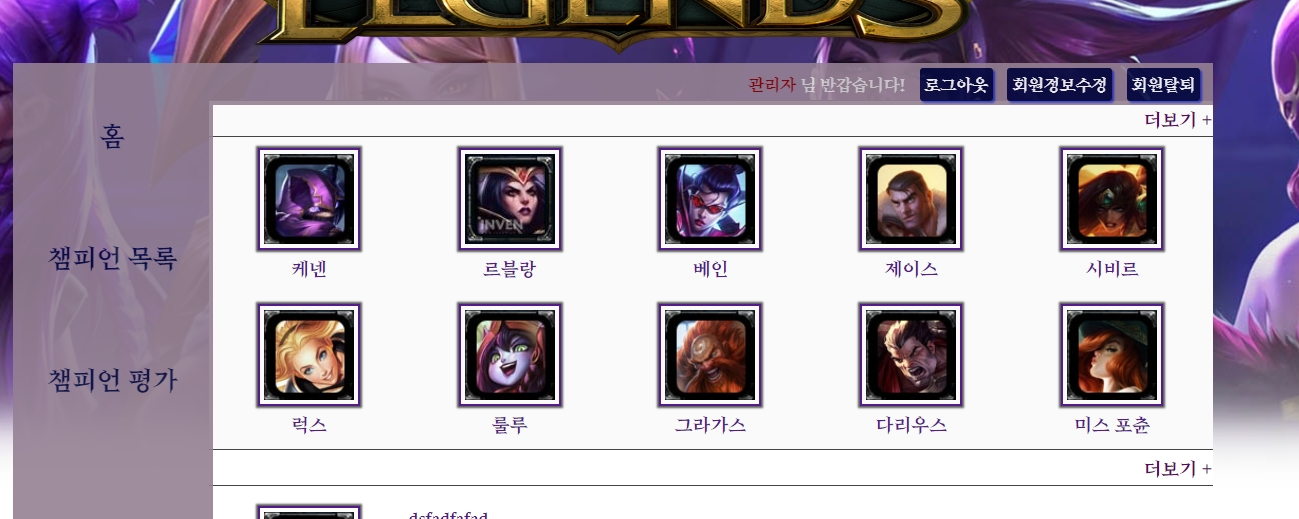 LEGENDS
관리자 님 반갑습니다! 로그아웃 회원정보수정 회원탈퇴
홈
챔피언 목록
챔피언 평가
더보기 +
INVEN
케넨 르블랑 베인 제이스 시비르
럭스 룰루 그라가스 다리우스 미스 포츈
더보기 +
dsfadfafad